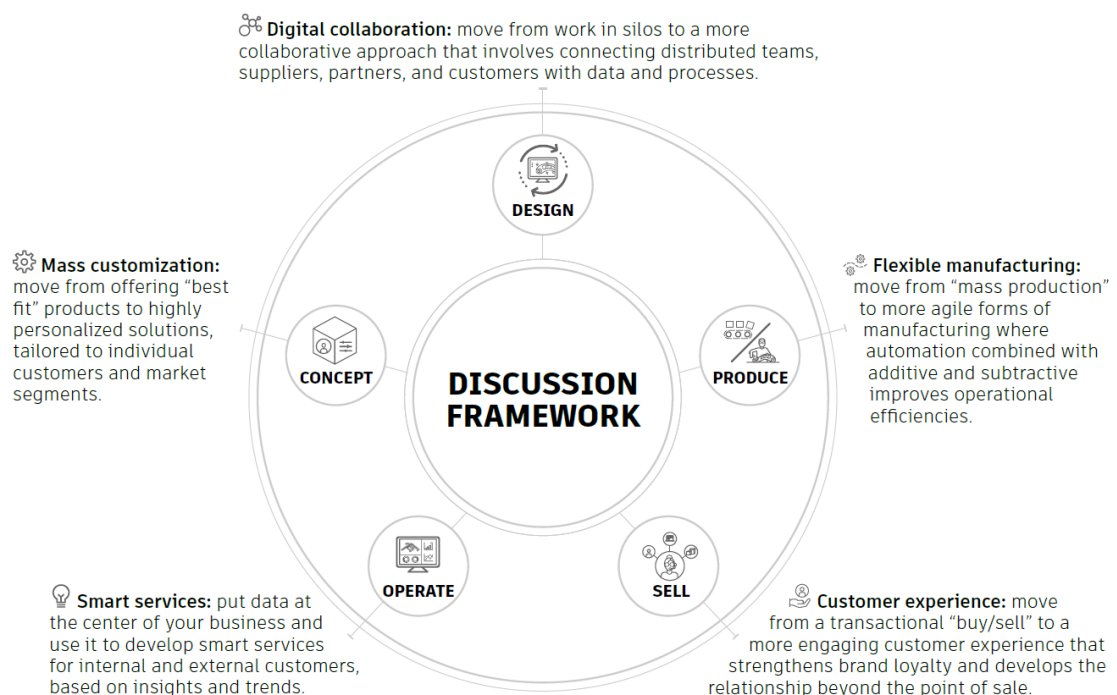 Digital collaboration: move from work in silos to a more
collaborative approach that involves connecting distributed teams,
suppliers, partners, and customers with data and processes.
DESIGN
Mass customization:
move from offering “best
fit” products to highly
personalized solutions,
tailored to individual
customers and market
segments.
CONCEPT
DISCUSSION
FRAMEWORK
PRODUCE
Flexible manufacturing:
move from “mass production”
to more agile forms of
manufacturing where
automation combined with
additive and subtractive
improves operational
efficiencies.
OPERATE
SELL
Smart services: put data at
the center of your business and
use it to develop smart services
for internal and external customers,
based on insights and trends.
Customer experience: move
from a transactional “buy/sell” to a
more engaging customer experience that
strengthens brand loyalty and develops the
relationship beyond the point of sale.